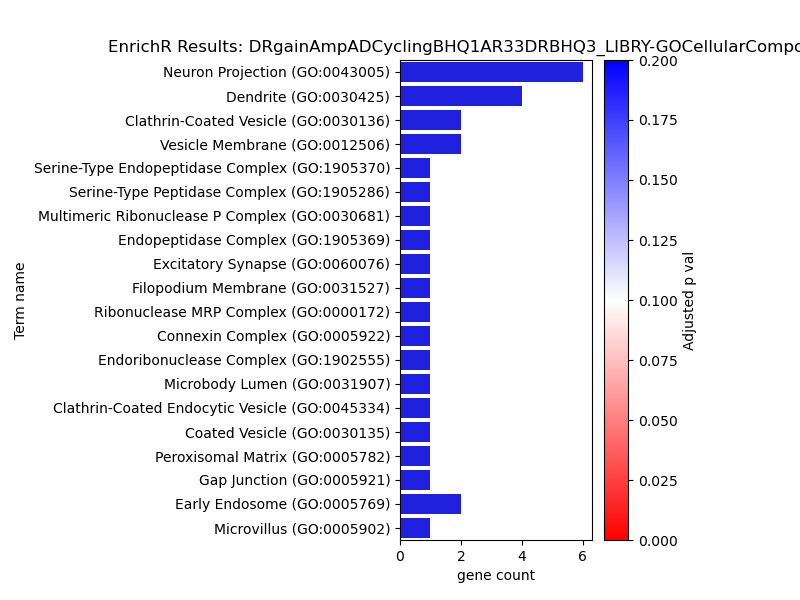 EnrichR Results: DRgainAmpADCyclingBHQ1AR33DRBHQ3_LIBRY-GOCellularCompo
Neuron Projection (GO:0043005)
Dendrite (GO:0030425)
Clathrin-Coated Vesicle (GO:0030136)
Vesicle Membrane (GO:0012506)
Serine-Type Endopeptidase Complex (GO:1905370)
Serine-Type Peptidase Complex (GO:1905286)
Multimeric Ribonuclease P Complex (GO:0030681)
Endopeptidase Complex (GO:1905369)
Excitatory Synapse (GO:0060076)
Filopodium Membrane (GO:0031527)
Ribonuclease MRP Complex (GO:0000172)
Connexin Complex (GO:0005922)
Endoribonuclease Complex (GO:1902555)
Microbody Lumen (GO:0031907)
Clathrin-Coated Endocytic Vesicle (GO:0045334)
Coated Vesicle (GO:0030135)
Peroxisomal Matrix (GO:0005782)
Gap Junction (GO:0005921)
Early Endosome (GO:0005769)
Microvillus (GO:0005902)
Term name
0 2 4 6
gene count
0.200
0.175
0.150
0.125
0.100
0.075
0.050
0.025
0.000
Adjusted p val